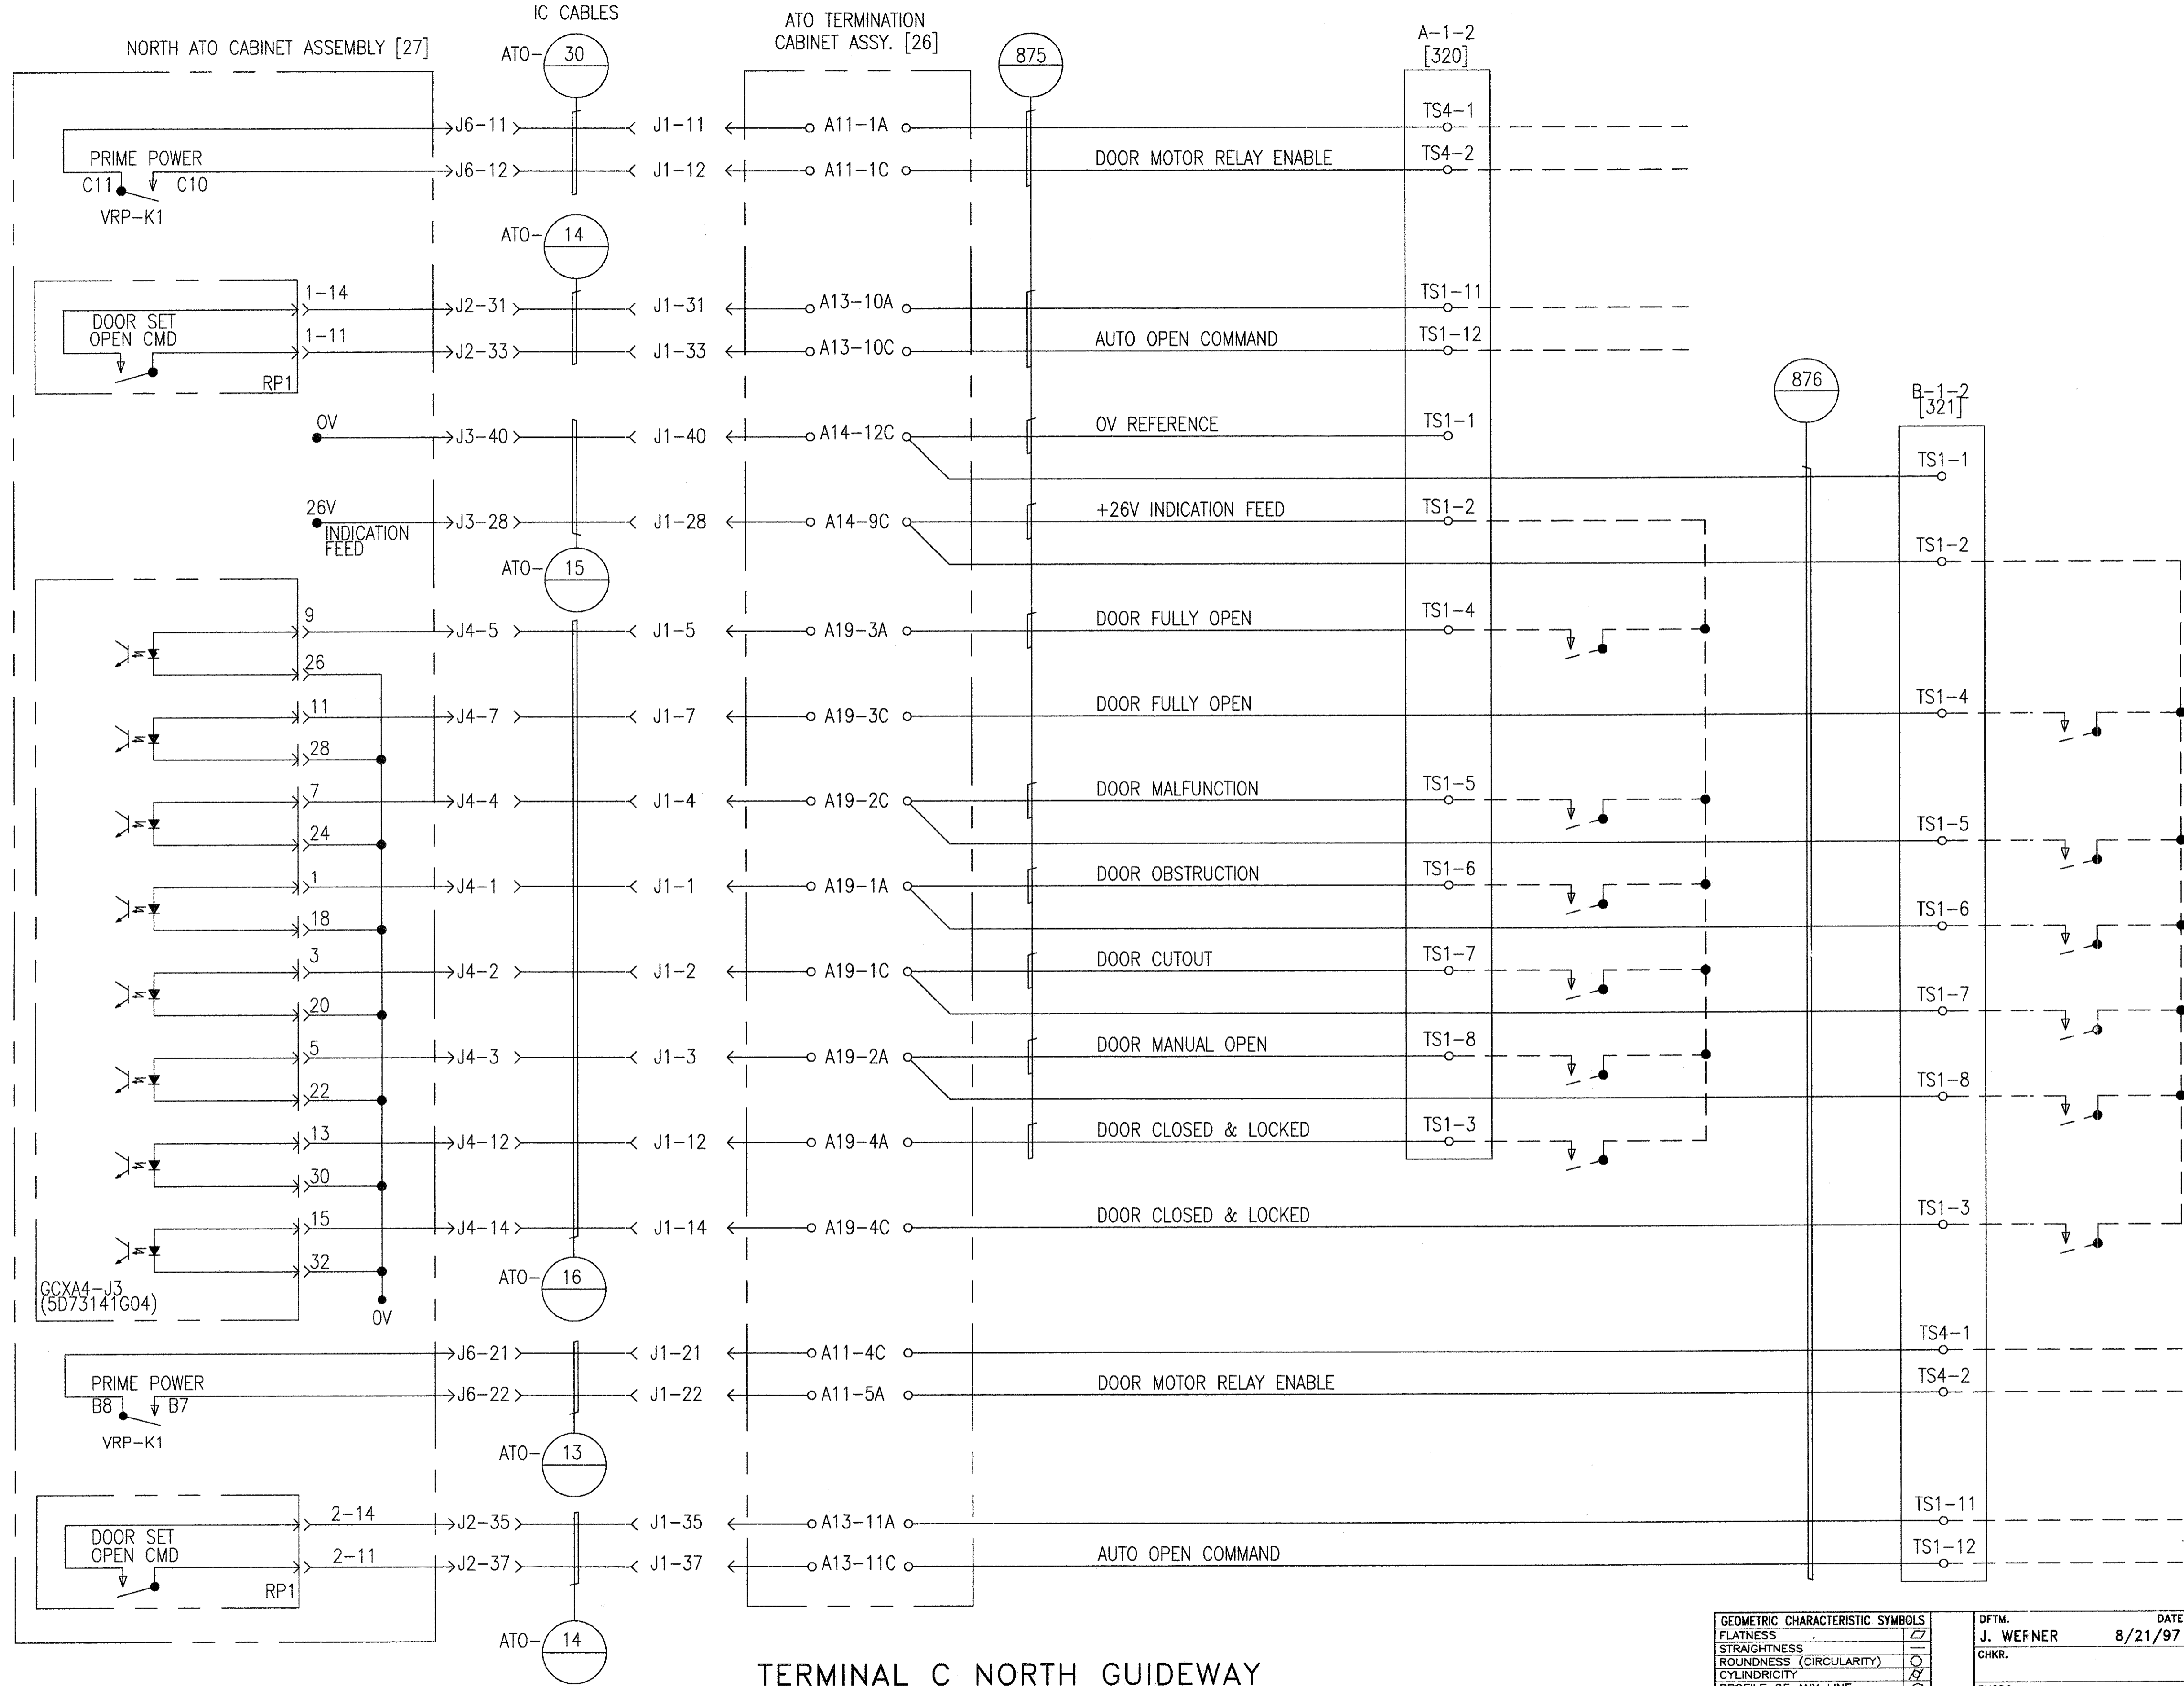 IC CABLES
NORTH ATO CABINET ASSEMBLY [27]
ATO- 30
ATO TERMINATION
CABINET ASSY. [26]
875
A-1-2
[320]
J6-11 J1-11 A11-1A TS4-1
PRIME POWER
C11 C10
VRP-K1
J6-12 J1-12 A11-1C DOOR MOTOR RELAY ENABLE TS4-2
ATO- 14
1-14 J2-31 J1-31 A13-10A TS1-11
DOOR SET
OPEN CMD
1-11 J2-33 J1-33 A13-10C AUTO OPEN COMMAND TS1-12
RP1
876
B-1-2
[321]
0V J3-40 J1-40 A14-12C 0V REFERENCE TS1-1
TS1-1
26V J3-28 J1-28 A14-9C +26V INDICATION FEED TS1-2
INDICATION
FEED
TS1-2
ATO- 15
9 J4-5 J1-5 A19-3A DOOR FULLY OPEN TS1-4
26
11 J4-7 J1-7 A19-3C DOOR FULLY OPEN TS1-4
28
7 J4-4 J1-4 A19-2C DOOR MALFUNCTION TS1-5
24 TS1-5
1 J4-1 J1-1 A19-1A DOOR OBSTRUCTION TS1-6
18 TS1-6
3 J4-2 J1-2 A19-1C DOOR CUTOUT TS1-7
20 TS1-7
5 J4-3 J1-3 A19-2A DOOR MANUAL OPEN TS1-8
22 TS1-8
13 J4-12 J1-12 A19-4A DOOR CLOSED & LOCKED TS1-3
30
15 J4-14 J1-14 A19-4C DOOR CLOSED & LOCKED TS1-3
32
GCXA4-J3
(5D73141G04)
0V
ATO- 16
J6-21 J1-21 A11-4C TS4-1
PRIME POWER
B8 B7
VRP-K1
J6-22 J1-22 A11-5A DOOR MOTOR RELAY ENABLE TS4-2
ATO- 13
2-14 J2-35 J1-35 A13-11A TS1-11
DOOR SET
OPEN CMD
2-11 J2-37 J1-37 A13-11C AUTO OPEN COMMAND TS1-12
RP1
ATO- 14
TERMINAL C NORTH GUIDEWAY
GEOMETRIC CHARACTERISTIC SYMBOLS
FLATNESS
STRAIGHTNESS
ROUNDNESS (CIRCULARITY)
CYLINDRICITY
DFTM. DATE
J. WERNER 8/21/97
CHKR.